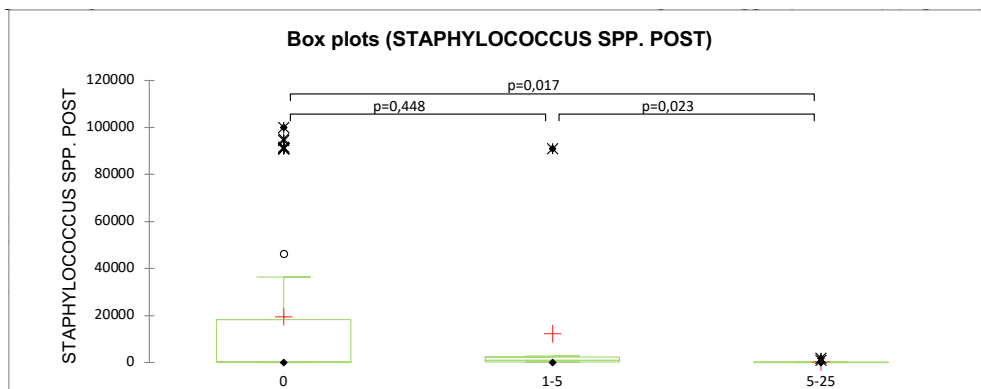 Box plots (STAPHYLOCOCCUS SPP. POST)
STAPHYLOCOCCUS SPP. POST
120000
100000
80000
60000
40000
20000
0
p=0,017
p=0,448
p=0,023
0
1-5
5-25